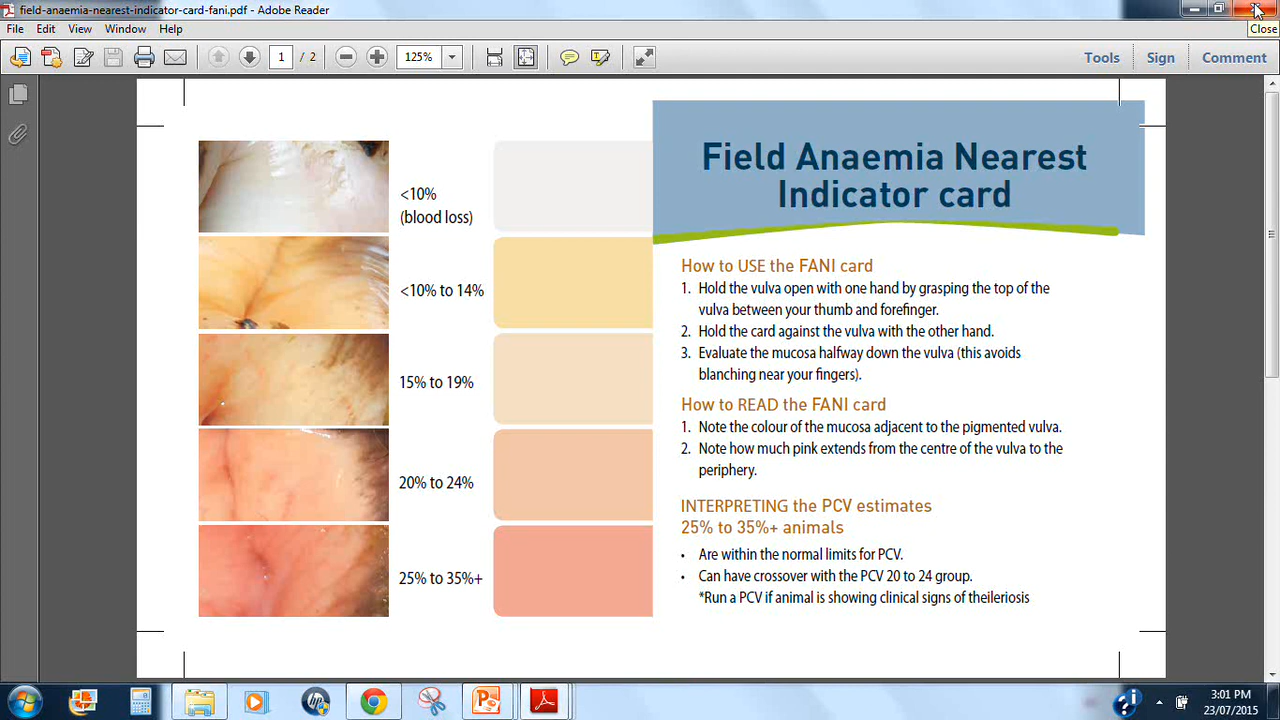 field-anaemia-nearest-indicator-card-fani.pdf - Adobe Reader
Close
File Edit View Window Help
1 / 2 125% Tools Sign Comment
Field Anaemia Nearest
Indicator card
<10%
(blood loss)
<10% to 14%
15% to 19%
20% to 24%
25% to 35%+
How to USE the FANI card
1. Hold the vulva open with one hand by grasping the top of the
vulva between your thumb and forefinger.
2. Hold the card against the vulva with the other hand.
3. Evaluate the mucosa halfway down the vulva (this avoids
blanching near your fingers).
How to READ the FANI card
1. Note the colour of the mucosa adjacent to the pigmented vulva.
2. Note how much pink extends from the centre of the vulva to the
periphery.
INTERPRETING the PCV estimates
25% to 35%+ animals
• Are within the normal limits for PCV.
• Can have crossover with the PCV 20 to 24 group.
*Run a PCV if animal is showing clinical signs of theileriosis
3:01 PM
23/07/2015